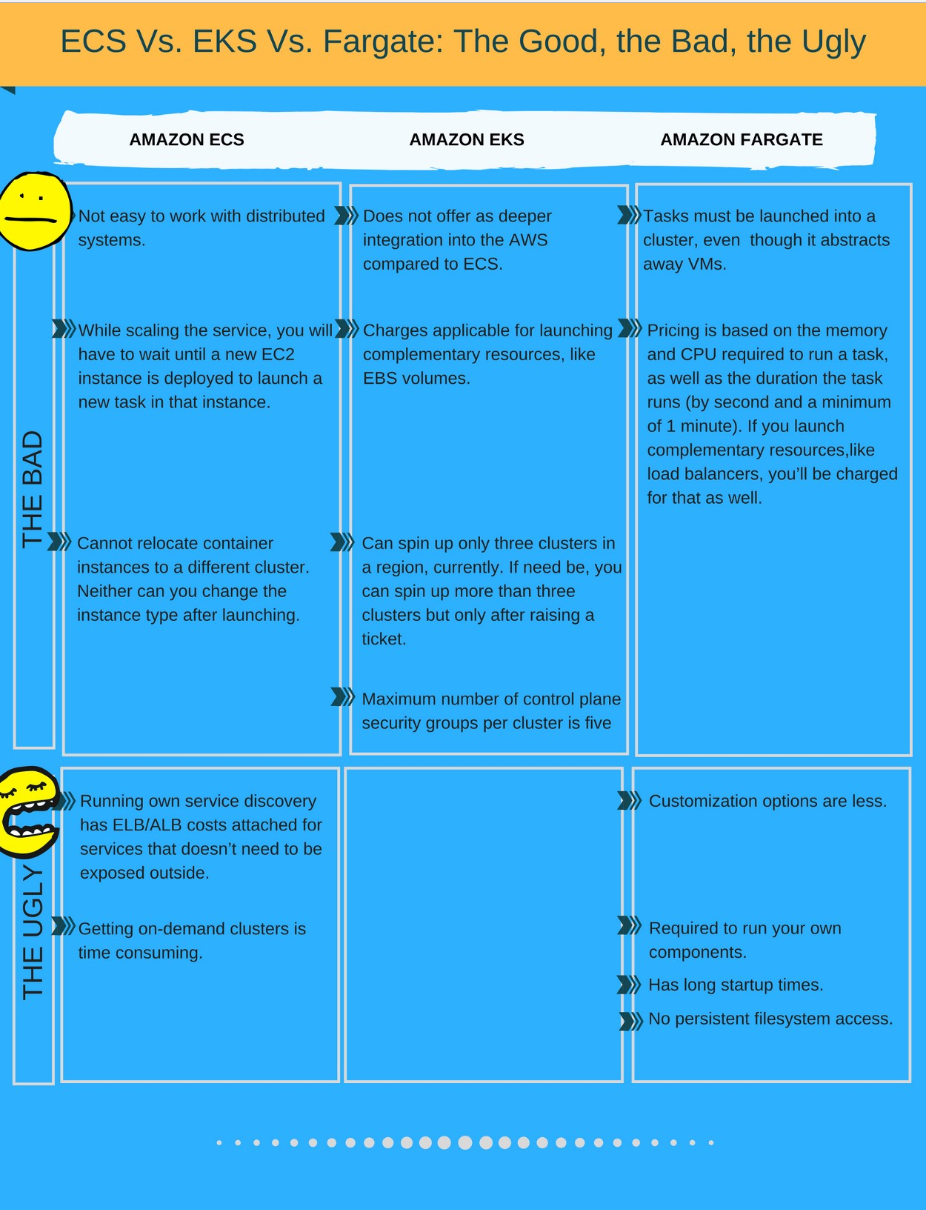 ECS Vs. EKS Vs. Fargate: The Good, the Bad, the Ugly
AMAZON ECS
AMAZON EKS
AMAZON FARGATE
THE BAD
Not easy to work with distributed
systems.
While scaling the service, you will
have to wait until a new EC2
instance is deployed to launch a
new task in that instance.
Cannot relocate container
instances to a different cluster.
Neither can you change the
instance type after launching.
Does not offer as deeper
integration into the AWS
compared to ECS.
Charges applicable for launching
complementary resources, like
EBS volumes.
Can spin up only three clusters in
a region, currently. If need be, you
can spin up more than three
clusters but only after raising a
ticket.
Maximum number of control plane
security groups per cluster is five
Tasks must be launched into a
cluster, even though it abstracts
away VMs.
Pricing is based on the memory
and CPU required to run a task,
as well as the duration the task
runs (by second and a minimum
of 1 minute). If you launch
complementary resources,like
load balancers, you’ll be charged
for that as well.
THE UGLY
Running own service discovery
has ELB/ALB costs attached for
services that doesn’t need to be
exposed outside.
Getting on-demand clusters is
time consuming.
Customization options are less.
Required to run your own
components.
Has long startup times.
No persistent filesystem access.